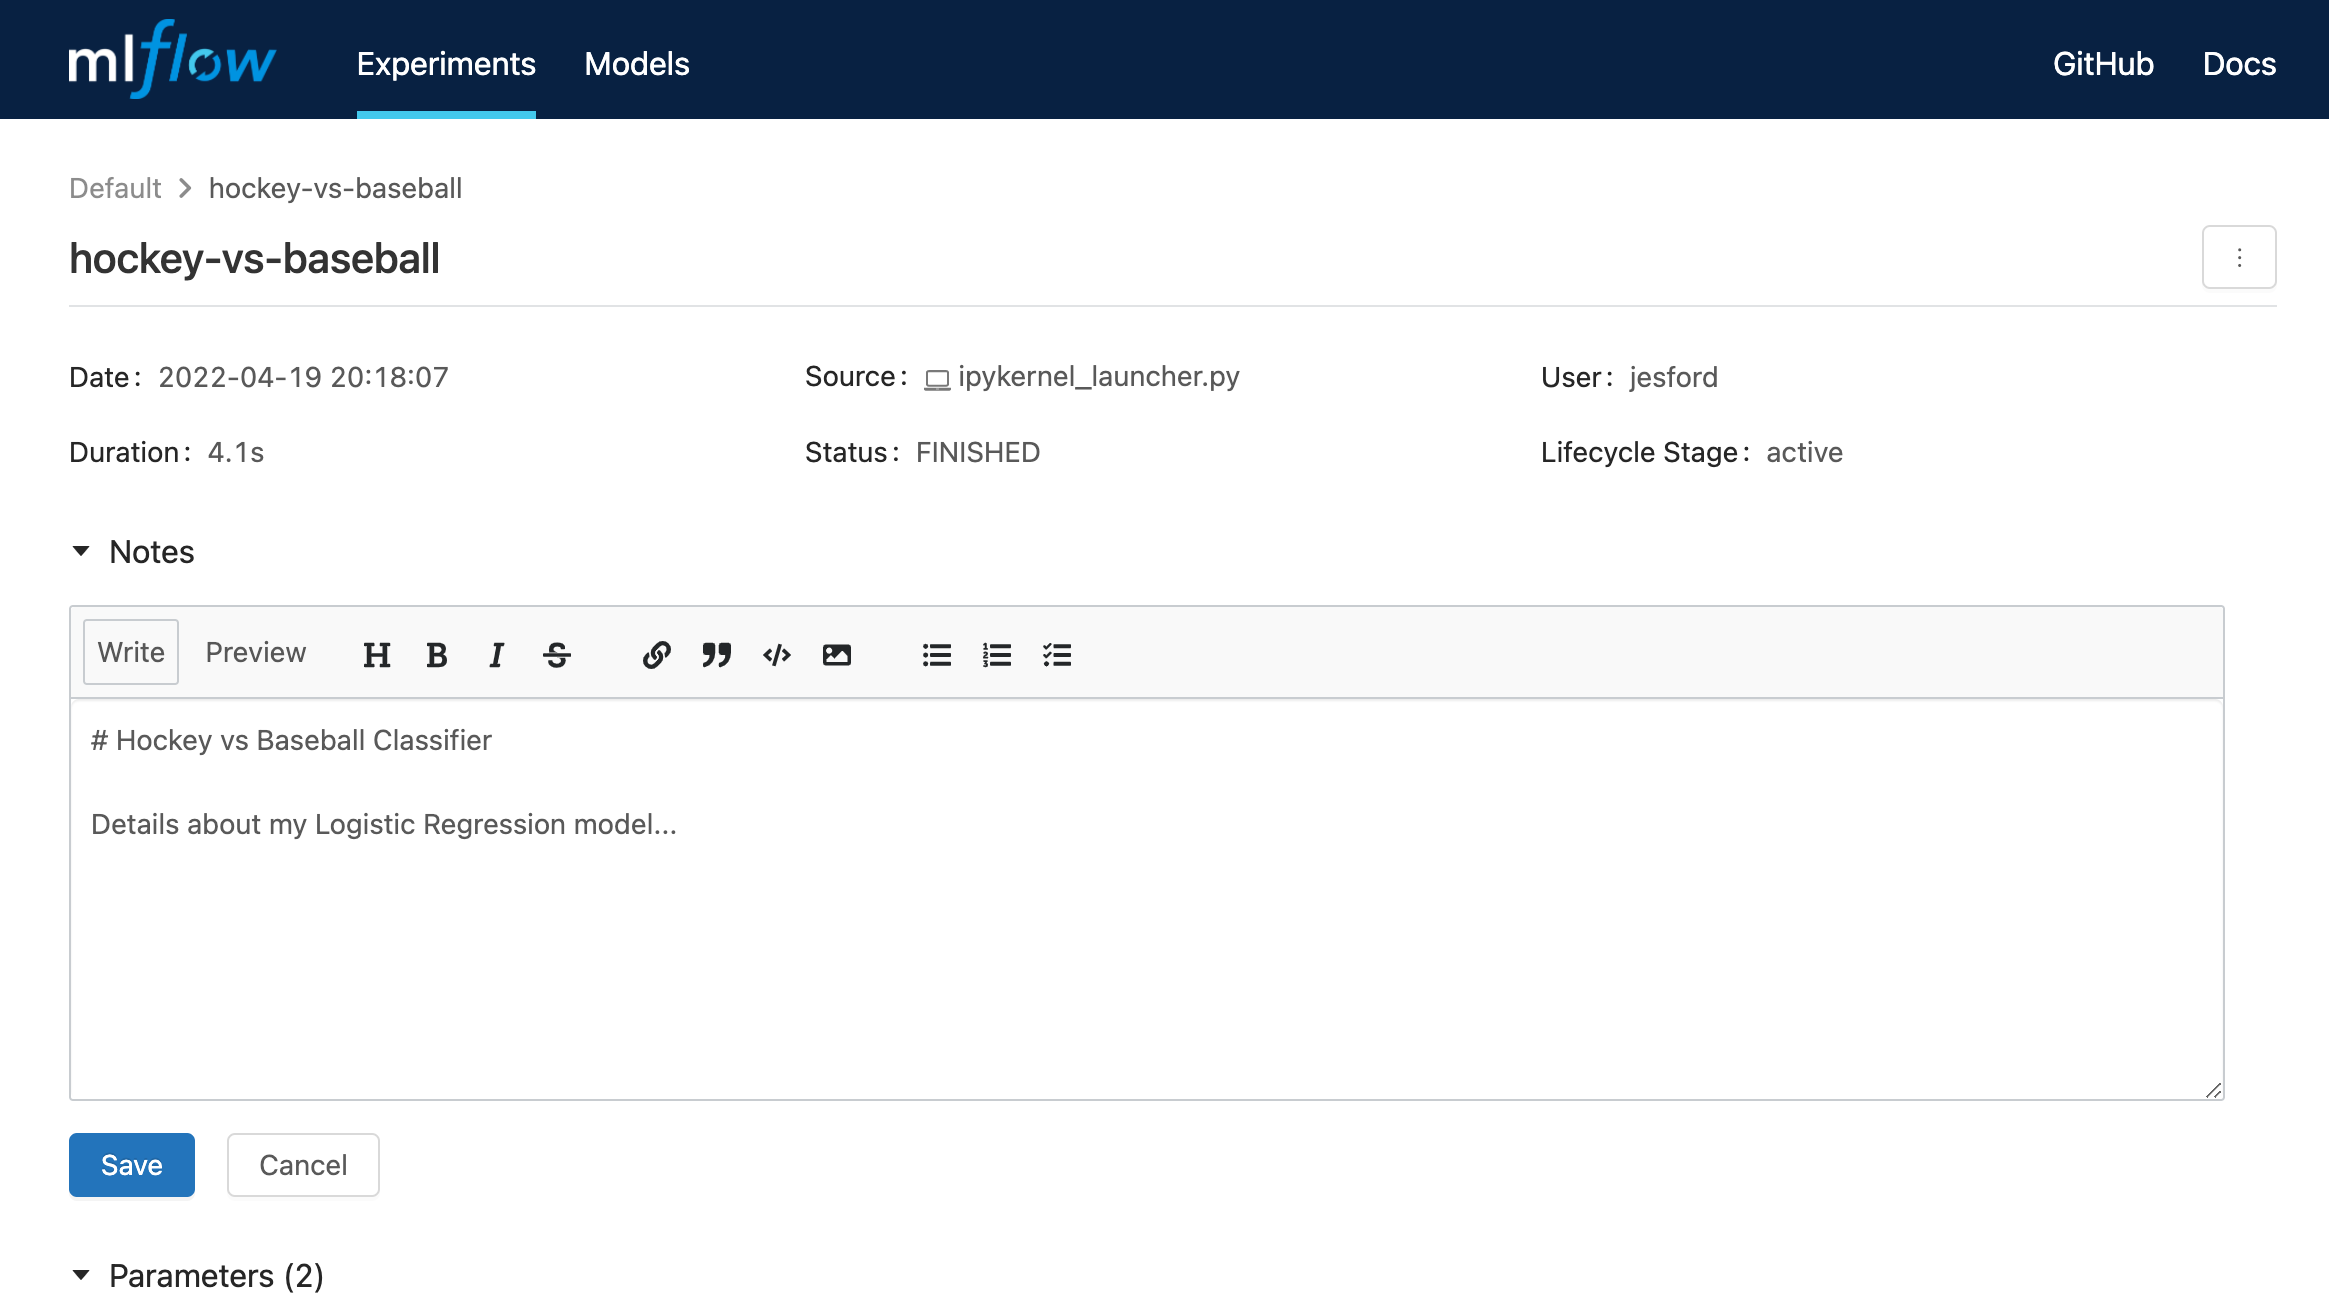 mlflow Experiments Models GitHub Docs
Default > hockey-vs-baseball
hockey-vs-baseball
Date: 2022-04-19 20:18:07 Source: ipykernel_launcher.py User: jesford
Duration: 4.1s Status: FINISHED Lifecycle Stage: active
Notes
Write Preview H B I S
# Hockey vs Baseball Classifier
Details about my Logistic Regression model...
Save Cancel
Parameters (2)